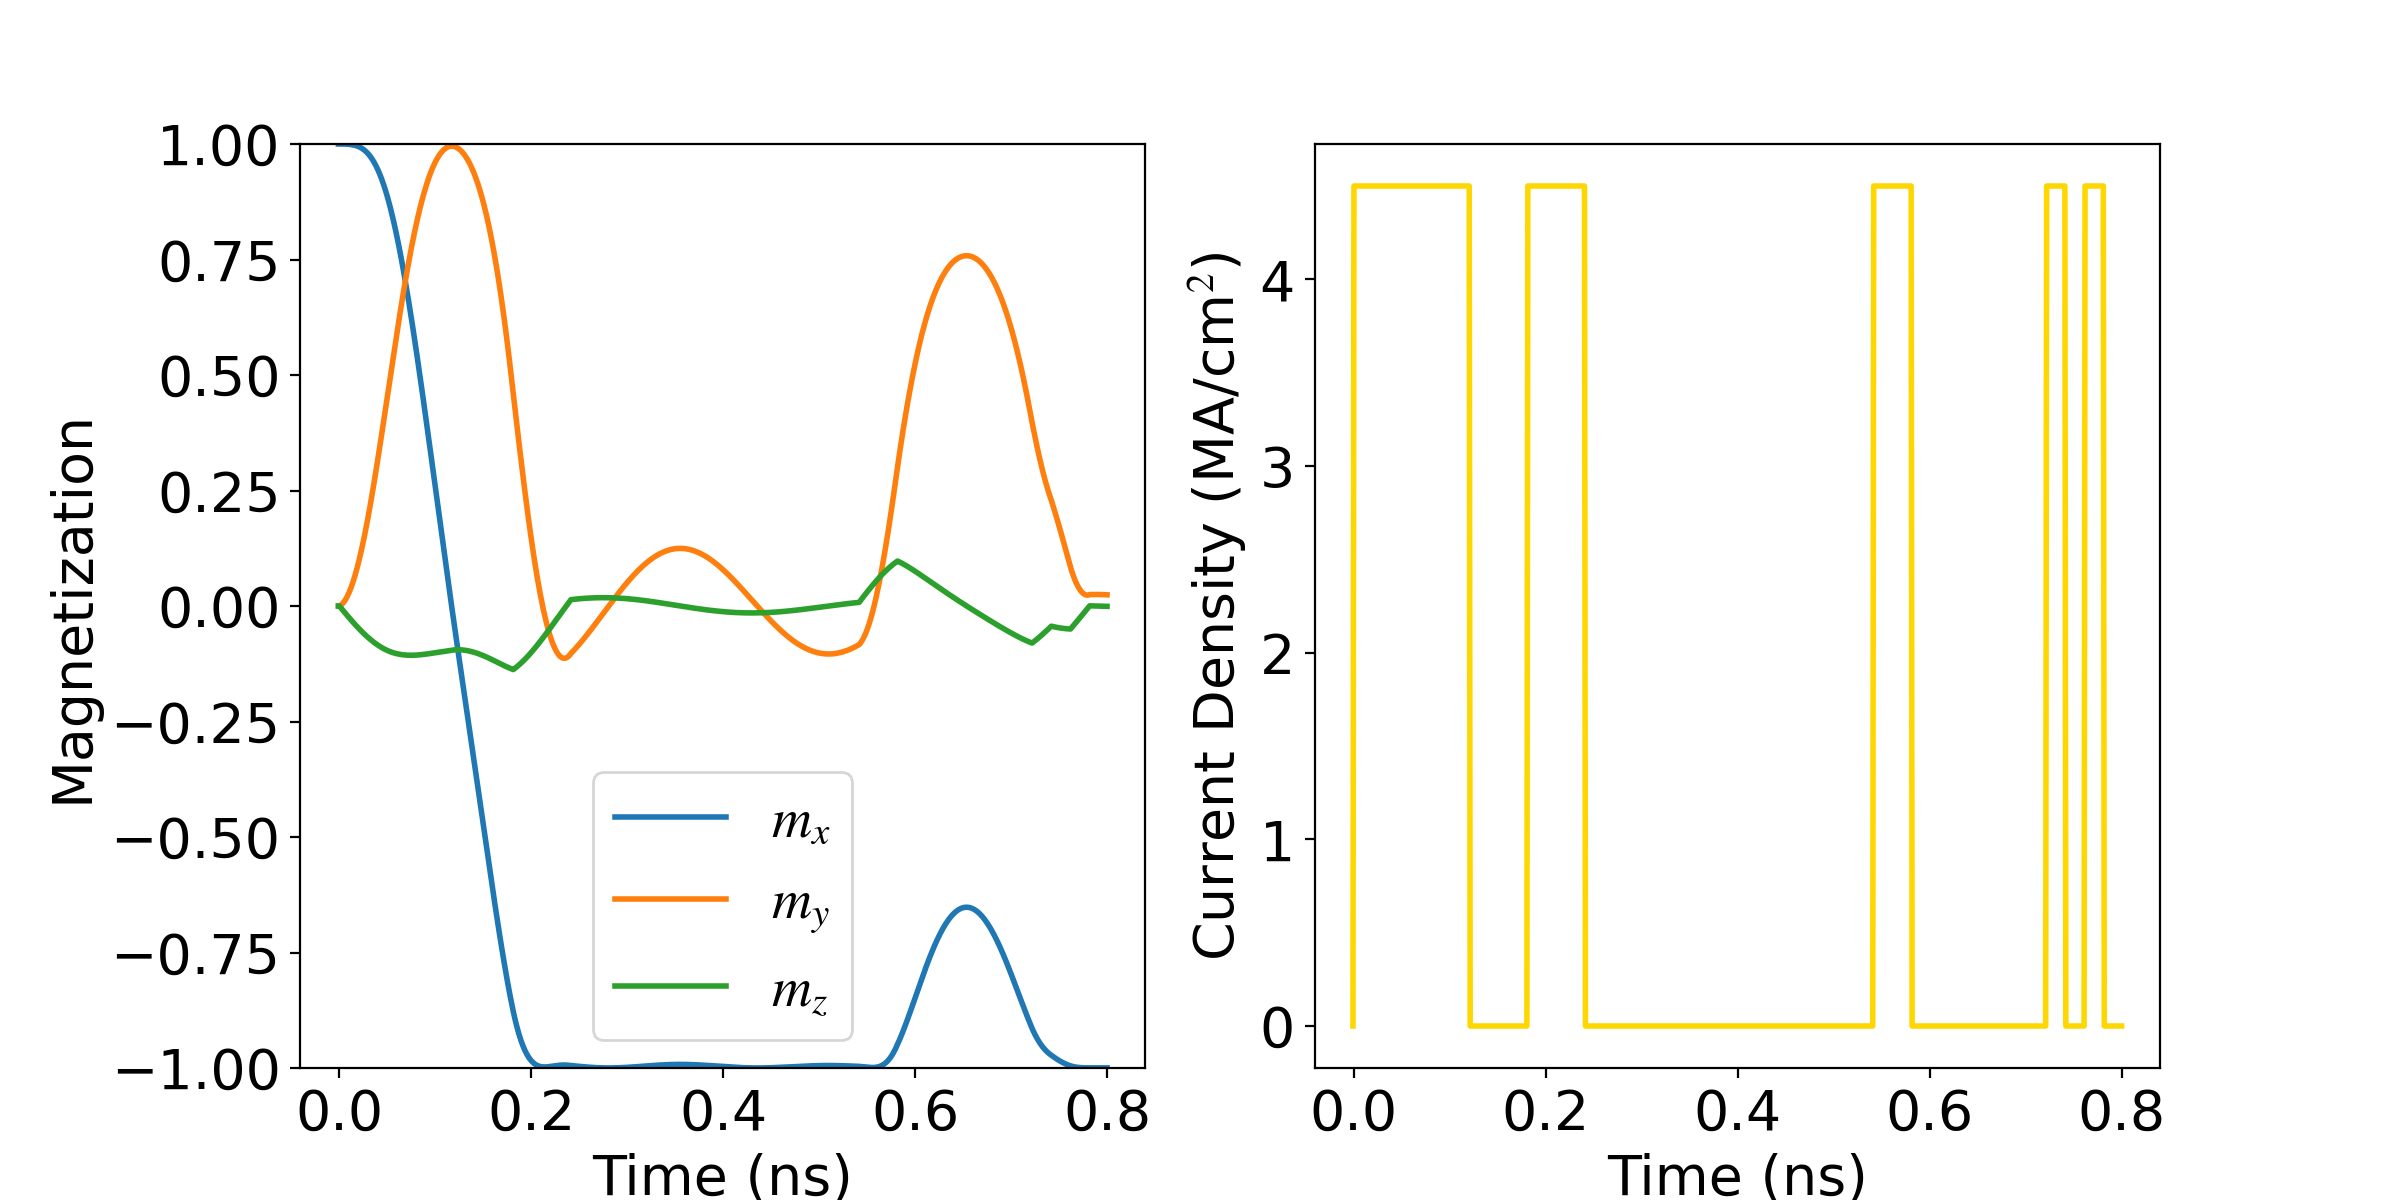 1.00
0.75
0.50
0.25
0.00
−0.25
−0.50
−0.75
−1.00
Magnetization
0.0 0.2 0.4 0.6 0.8
Time (ns)
mₓ
m_y
m_z
Current Density (MA/cm²)
4
3
2
1
0
0.0 0.2 0.4 0.6 0.8
Time (ns)